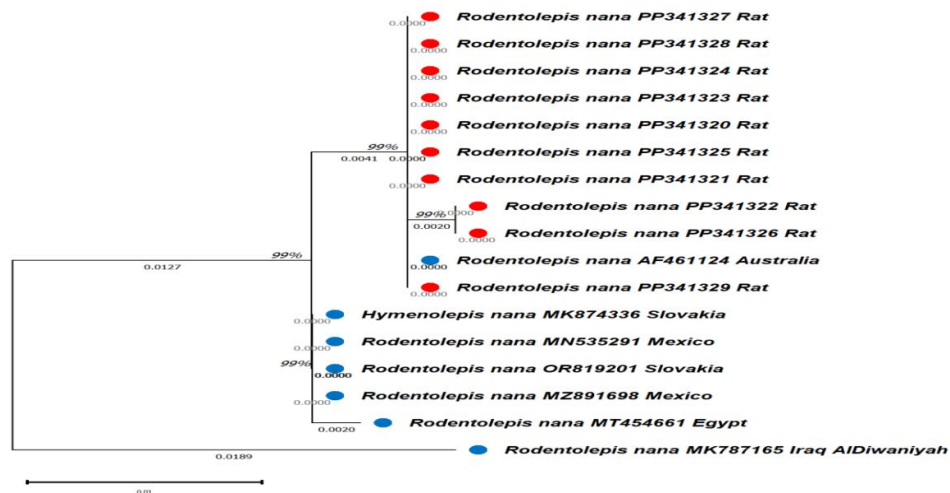 0.0000 Rodentolepis nana PP341327 Rat
0.0000 Rodentolepis nana PP341328 Rat
0.0000 Rodentolepis nana PP341324 Rat
0.0000 Rodentolepis nana PP341323 Rat
0.0000 Rodentolepis nana PP341320 Rat
99% 0.0041 0.0000 Rodentolepis nana PP341325 Rat
0.0000 Rodentolepis nana PP341321 Rat
0.0000 Rodentolepis nana PP341322 Rat
99% 0.0020 0.0000 Rodentolepis nana PP341326 Rat
99% 0.0127 0.0000 Rodentolepis nana AF461124 Australia
0.0000 Rodentolepis nana PP341329 Rat
0.0000 Hymenolepis nana MK874336 Slovakia
0.0000 Rodentolepis nana MN535291 Mexico
99% 0.0000 Rodentolepis nana OR819201 Slovakia
0.0000 Rodentolepis nana MZ891698 Mexico
0.0020 Rodentolepis nana MT454661 Egypt
0.0189 Rodentolepis nana MK787165 Iraq AlDiwaniyah
0.01